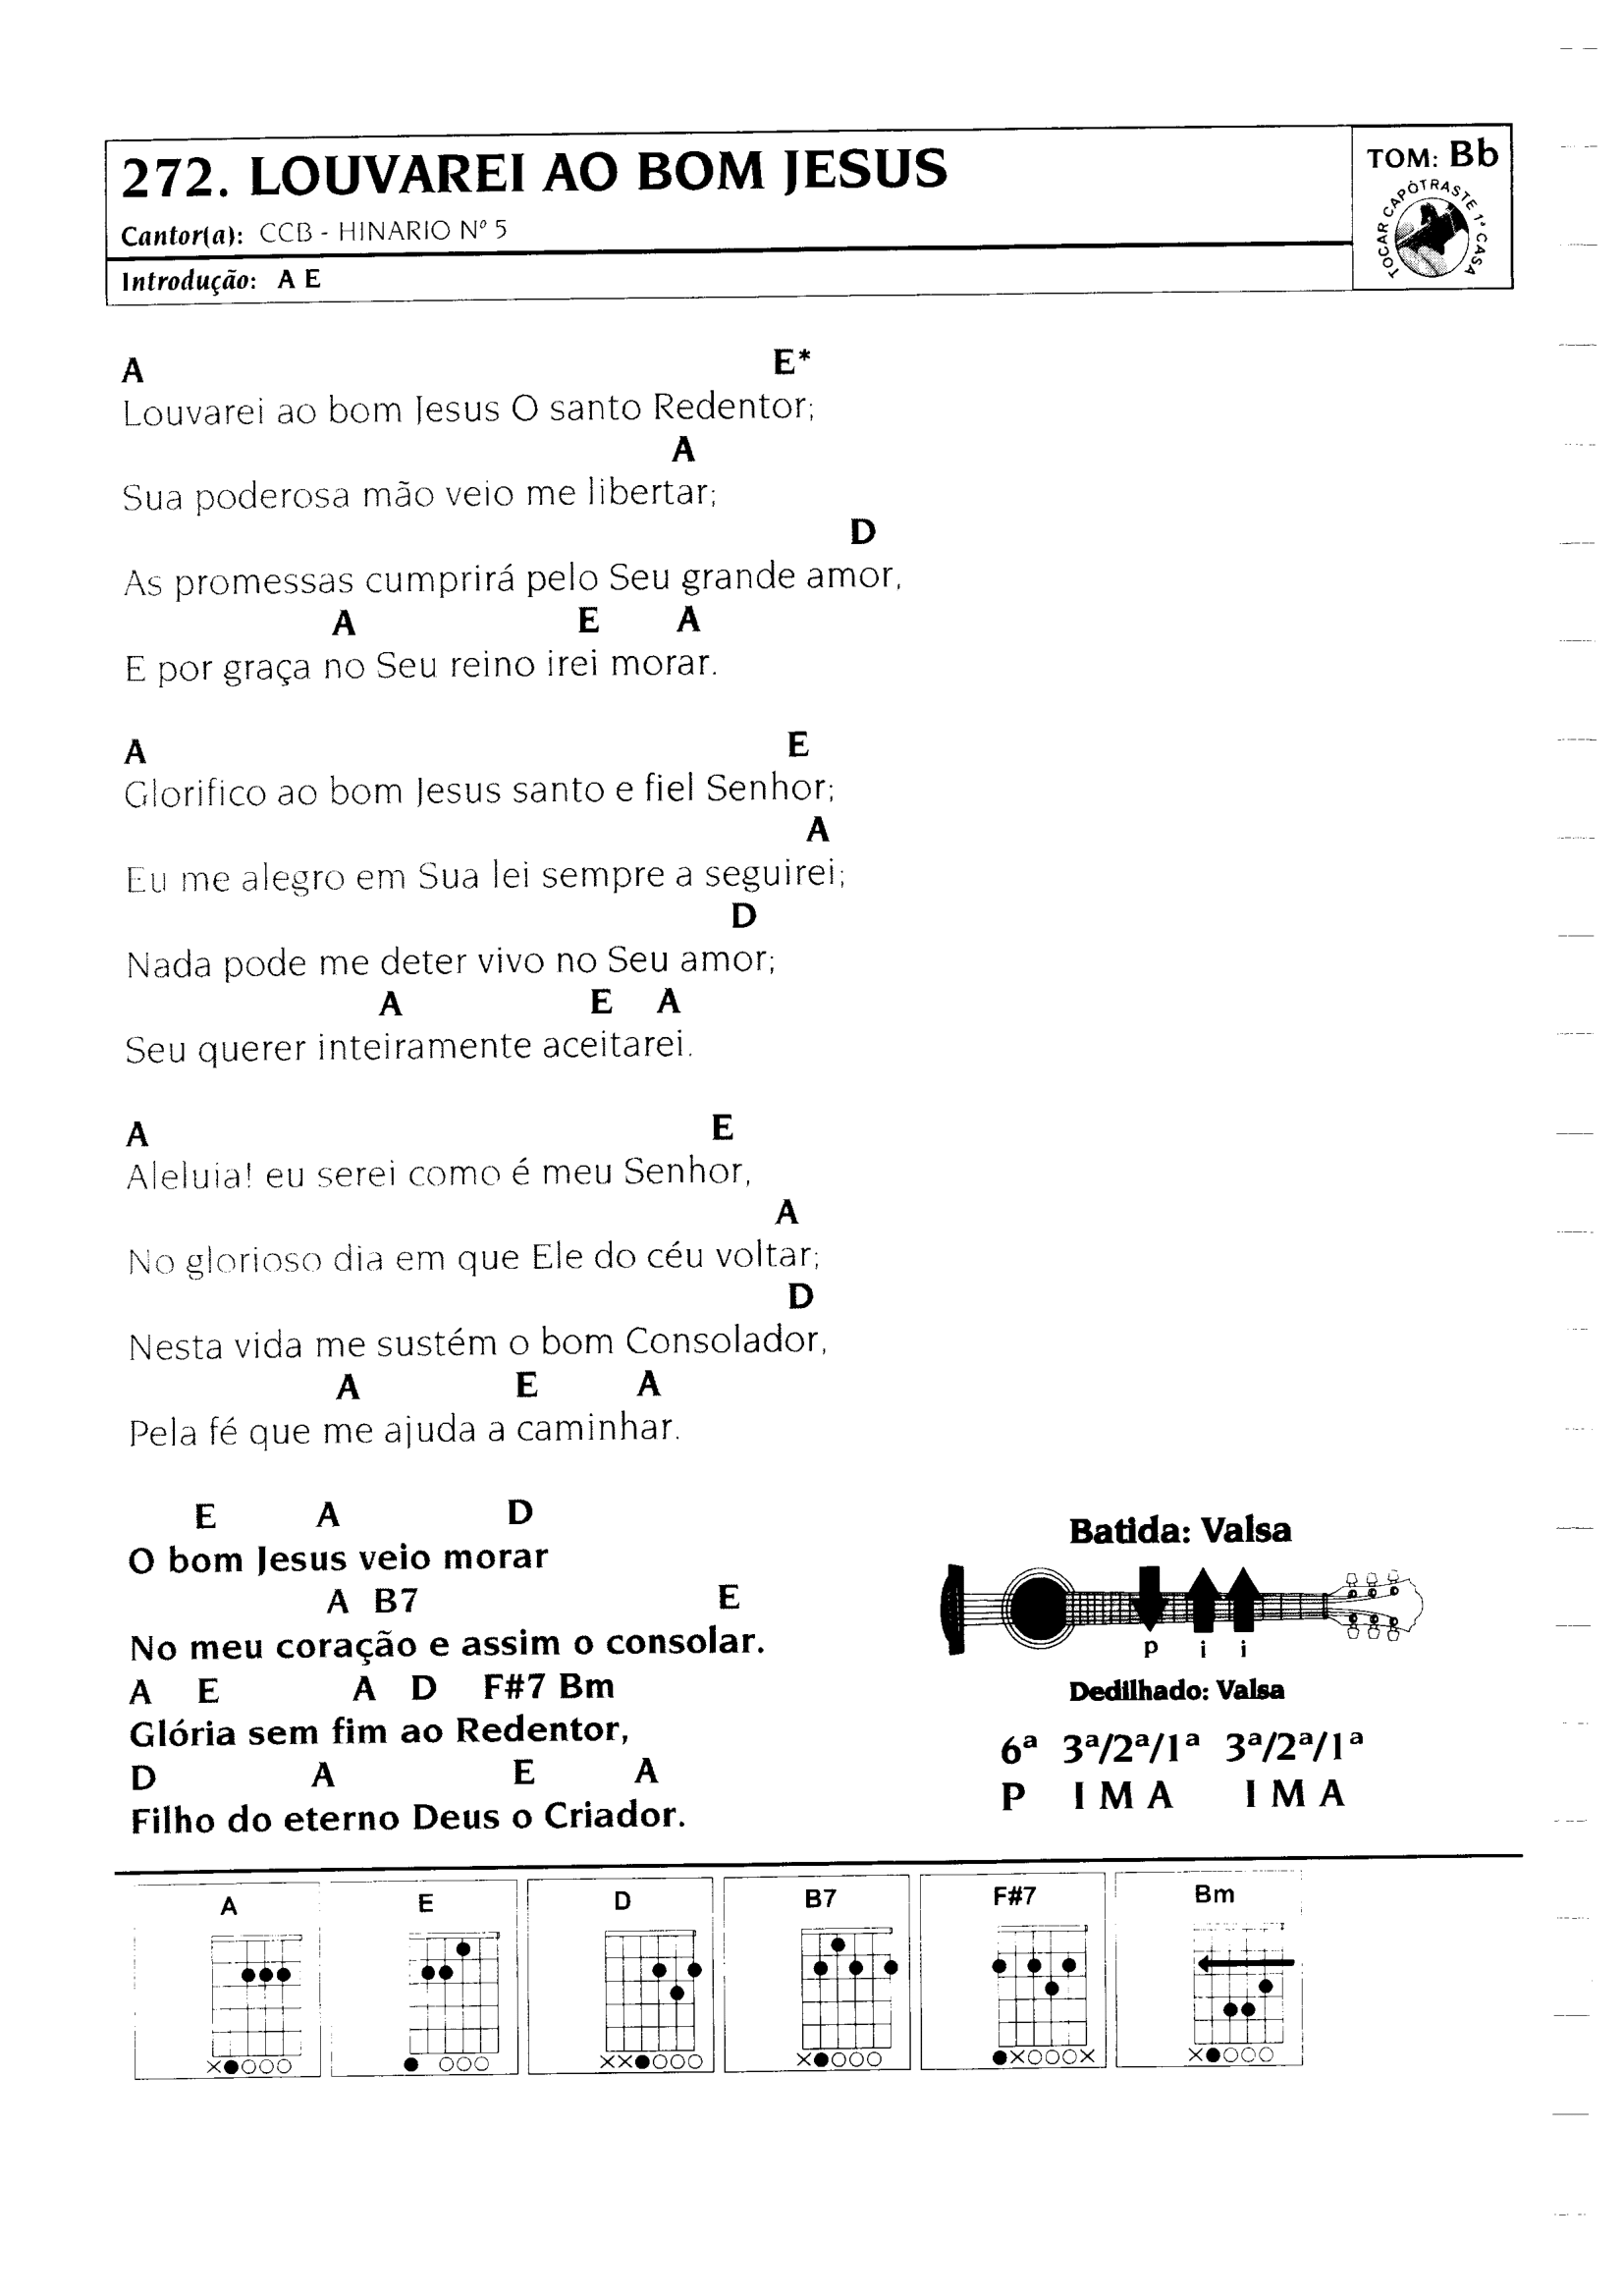 272. LOUVAREI AO BOM JESUS
Cantor(a): CCB - HINARIO Nº 5
Introdução: A E
TOM: Bb
TOCAR CAPÒTRASTE 1ª CASA
A E*
Louvarei ao bom Jesus O santo Redentor;
A
Sua poderosa mão veio me libertar;
D
As promessas cumprirá pelo Seu grande amor,
A E A
E por graça no Seu reino irei morar.
A E
Glorifico ao bom Jesus santo e fiel Senhor;
A
Eu me alegro em Sua lei sempre a seguirei;
D
Nada pode me deter vivo no Seu amor;
A E A
Seu querer inteiramente aceitarei.
A E
Aleluia! eu serei como é meu Senhor,
A
No glorioso dia em que Ele do céu voltar;
D
Nesta vida me sustém o bom Consolador,
A E A
Pela fé que me ajuda a caminhar.
E A D
O bom Jesus veio morar
A B7 E
No meu coração e assim o consolar.
A E A D F#7 Bm
Glória sem fim ao Redentor,
D A E A
Filho do eterno Deus o Criador.
Batida: Valsa
p i i
Dedilhado: Valsa
6ª 3ª/2ª/1ª 3ª/2ª/1ª
P I M A I M A
A E D B7 F#7 Bm